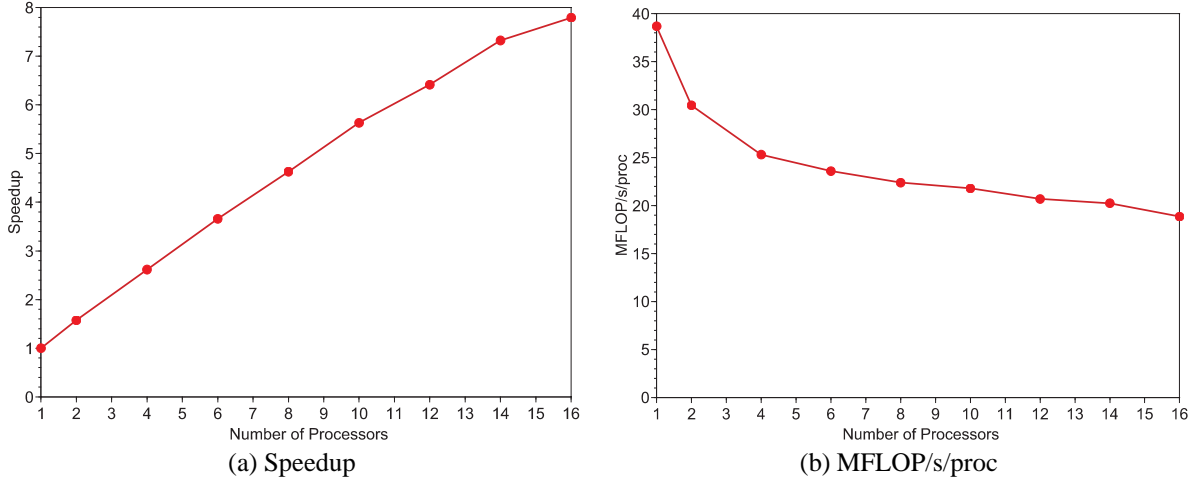 8
7
6
5
4
3
2
1
0
Speedup
1 2 3 4 5 6 7 8 9 10 11 12 13 14 15 16
Number of Processors
(a) Speedup
40
35
30
25
20
15
10
5
0
MFLOP/s/proc
1 2 3 4 5 6 7 8 9 10 11 12 13 14 15 16
Number of Processors
(b) MFLOP/s/proc